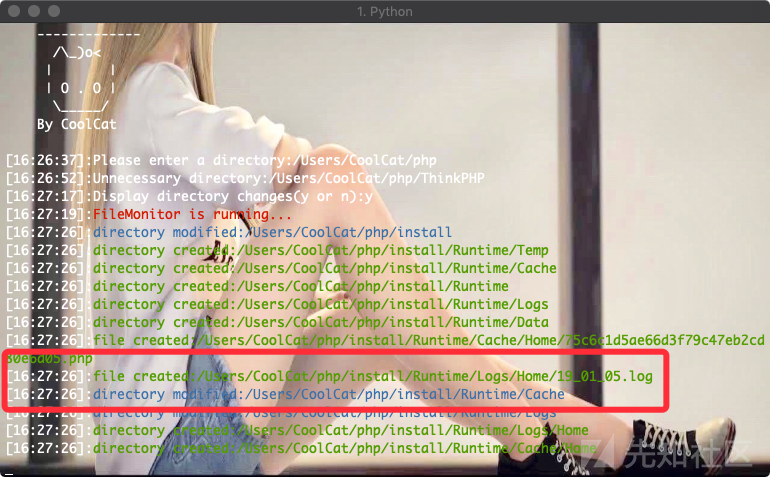 1. Python
-------------
/\_)o<
|      |
| O . O |
\_____/
By CoolCat
[16:26:37]:Please enter a directory:/Users/CoolCat/php
[16:26:52]:Unnecessary directory:/Users/CoolCat/php/ThinkPHP
[16:27:17]:Display directory changes(y or n):y
[16:27:19]:FileMonitor is running...
[16:27:26]:directory modified:/Users/CoolCat/php/install
[16:27:26]:directory created:/Users/CoolCat/php/install/Runtime/Temp
[16:27:26]:directory created:/Users/CoolCat/php/install/Runtime/Cache
[16:27:26]:directory created:/Users/CoolCat/php/install/Runtime
[16:27:26]:directory created:/Users/CoolCat/php/install/Runtime/Logs
[16:27:26]:directory created:/Users/CoolCat/php/install/Runtime/Data
[16:27:26]:file created:/Users/CoolCat/php/install/Runtime/Cache/Home/75c6c1d5ae66d3f79c47eb2cd
80e6d05.php
[16:27:26]:file created:/Users/CoolCat/php/install/Runtime/Logs/Home/19_01_05.log
[16:27:26]:directory modified:/Users/CoolCat/php/install/Runtime/Cache
[16:27:26]:directory modified:/Users/CoolCat/php/install/Runtime/Logs
[16:27:26]:directory created:/Users/CoolCat/php/install/Runtime/Logs/Home
[16:27:26]:directory created:/Users/CoolCat/php/install/Runtime/Cache/Home
先知社区